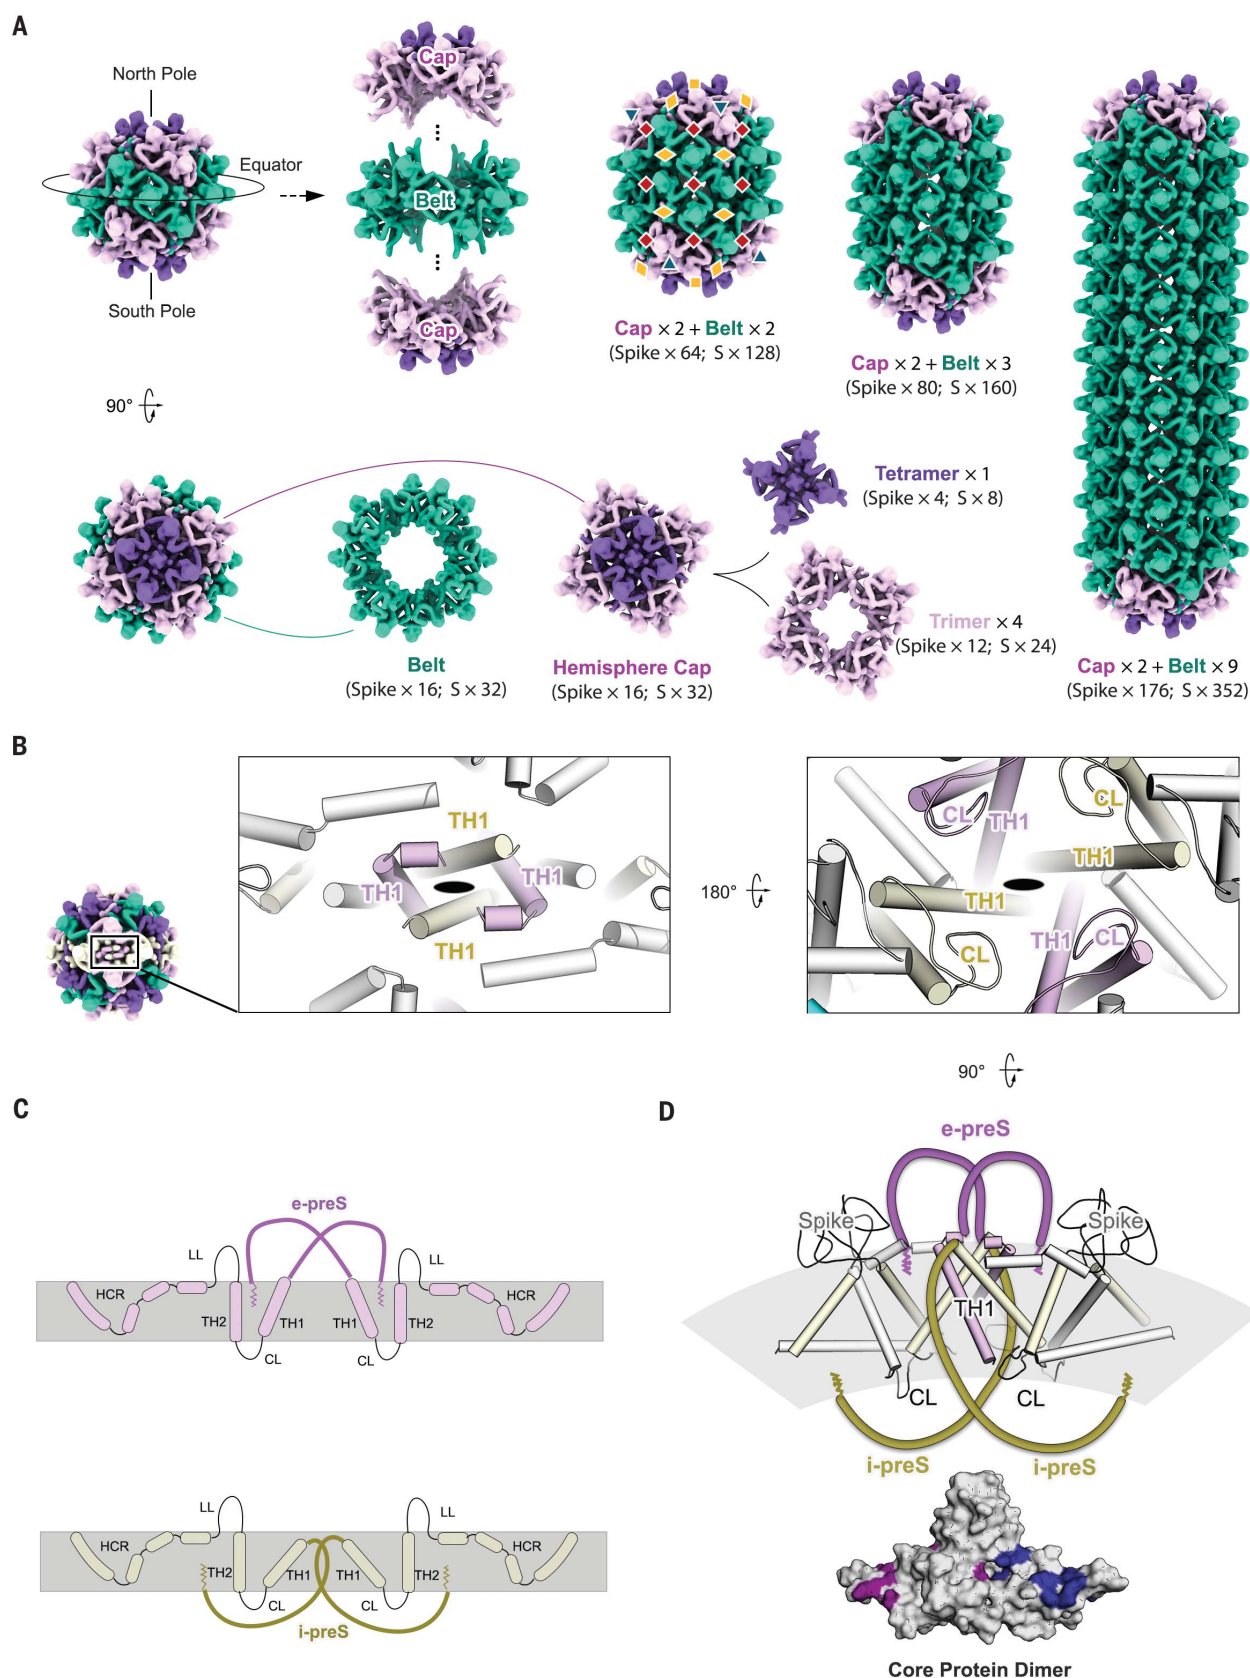 A
North Pole
Equator
South Pole
Cap
Belt
Cap
Cap × 2 + Belt × 2
(Spike × 64; S × 128)
Cap × 2 + Belt × 3
(Spike × 80; S × 160)
90°
Belt
(Spike × 16; S × 32)
Hemisphere Cap
(Spike × 16; S × 32)
Tetramer × 1
(Spike × 4; S × 8)
Trimer × 4
(Spike × 12; S × 24)
Cap × 2 + Belt × 9
(Spike × 176; S × 352)
B
TH1
TH1
TH1
TH1
180°
CL
TH1
CL
TH1
TH1
CL
TH1
CL
90°
C
e-preS
LL
LL
HCR
HCR
TH2
TH1
TH1
TH2
CL
CL
LL
LL
HCR
HCR
TH2
TH1
TH1
TH2
CL
CL
i-preS
D
e-preS
Spike
Spike
TH1
CL
CL
i-preS
i-preS
Core Protein Dimer